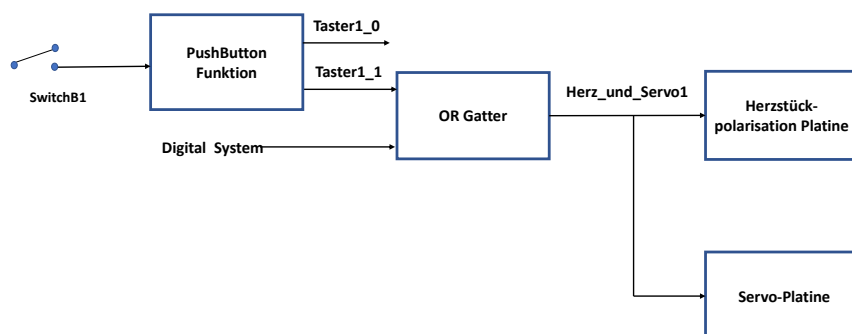 Taster1_0
PushButton
Funktion
Taster1_1
SwitchB1
Digital System
OR Gatter
Herz_und_Servo1
Herzstück-
polarisation Platine
Servo-Platine